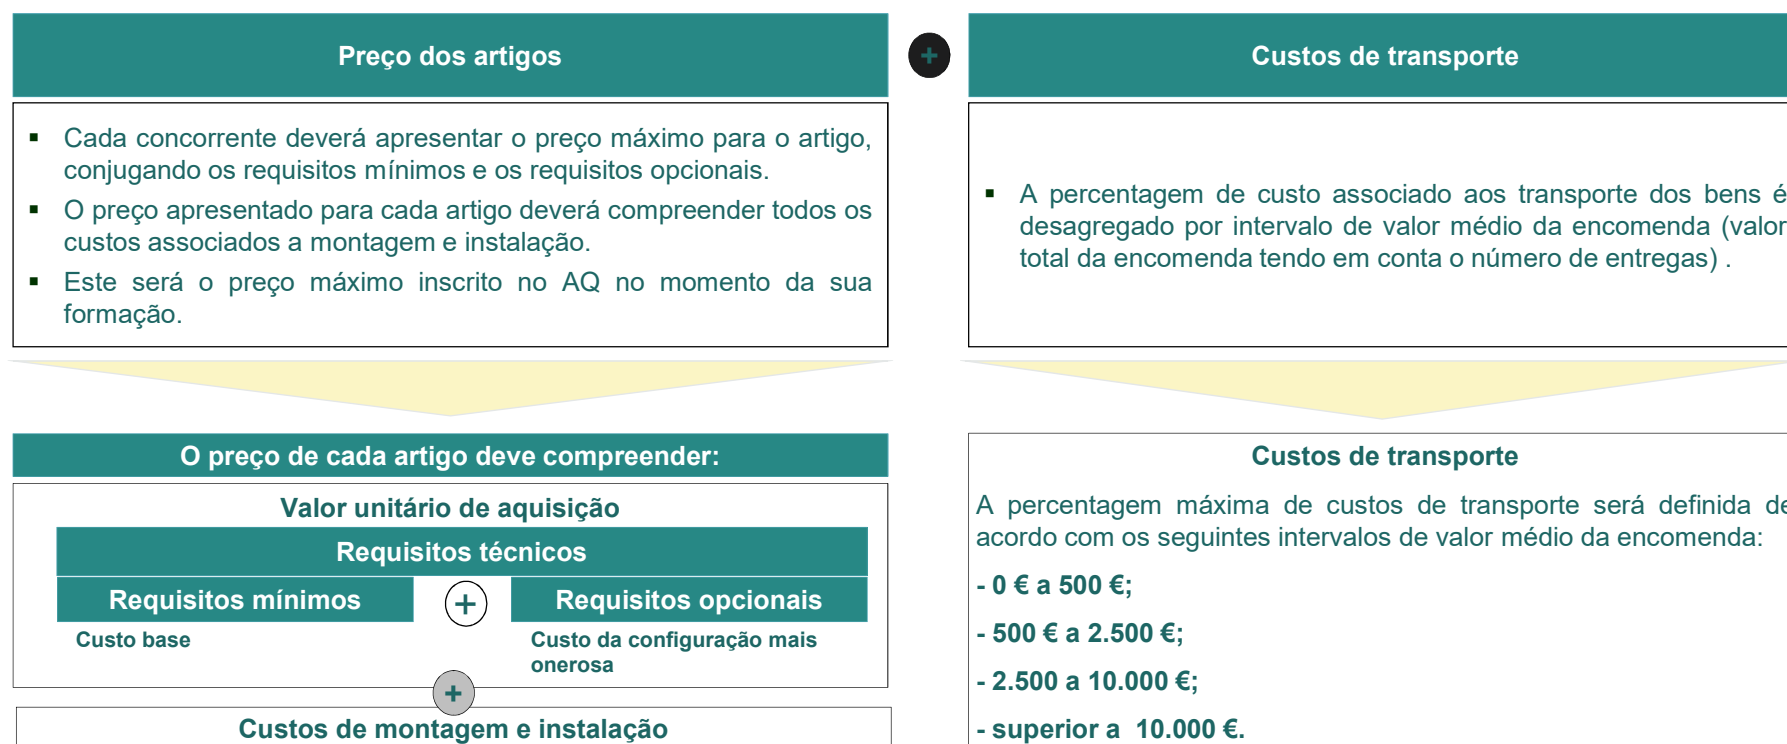 Preço dos artigos
+
Custos de transporte
▪ Cada concorrente deverá apresentar o preço máximo para o artigo,
conjugando os requisitos mínimos e os requisitos opcionais.
▪ O preço apresentado para cada artigo deverá compreender todos os
custos associados a montagem e instalação.
▪ Este será o preço máximo inscrito no AQ no momento da sua
formação.
▪ A percentagem de custo associado aos transporte dos bens é
desagregado por intervalo de valor médio da encomenda (valor
total da encomenda tendo em conta o número de entregas) .
O preço de cada artigo deve compreender:
Valor unitário de aquisição
Requisitos técnicos
Requisitos mínimos
+
Requisitos opcionais
Custo base
Custo da configuração mais
onerosa
+
Custos de montagem e instalação
Custos de transporte
A percentagem máxima de custos de transporte será definida de
acordo com os seguintes intervalos de valor médio da encomenda:
- 0 € a 500 €;
- 500 € a 2.500 €;
- 2.500 a 10.000 €;
- superior a 10.000 €.